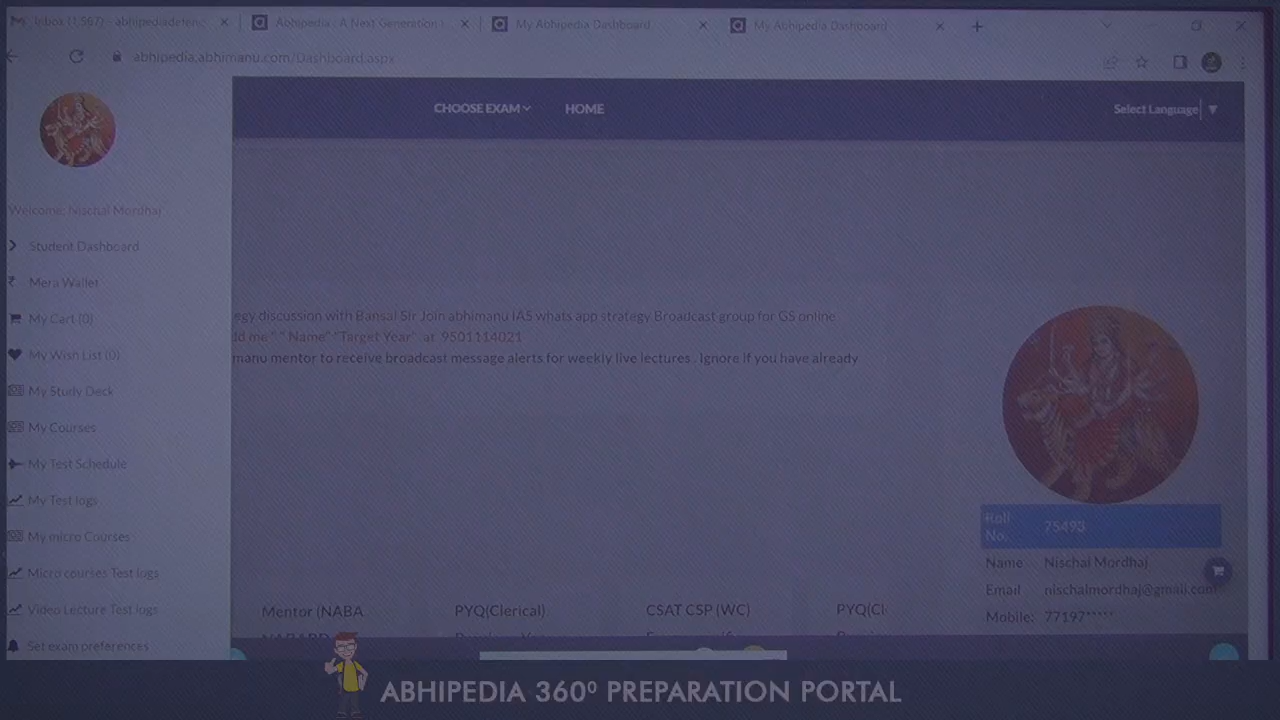 Inbox (1,567) - abhipediadefenc
Abhipedia : A Next Generation
My Abhipedia Dashboard
My Abhipedia Dashboard
abhipedia.abhimanu.com/Dashboard.aspx
CHOOSE EXAM
HOME
Select Language
Welcome, Nischal Mordhaj
Student Dashboard
₹ Mera Wallet
My Cart (0)
My Wish List (0)
My Study Deck
My Courses
My Test Schedule
My Test logs
My micro Courses
Micro courses Test logs
Video Lecture Test logs
Set exam preferences
egy discussion with Bansal Sir Join abhimanu IAS whats app strategy Broadcast group for GS online
dd me " " Name" "Target Year" at 9501114021
manu mentor to receive broadcast message alerts for weekly live lectures . Ignore if you have already
Roll No. 75493
Name Nischal Mordhaj
Email nischalmordhaj@gmail.com
Mobile: 77197*****
Mentor (NABA
NABARD
PYQ(Clerical)
CSAT CSP (WC)
PYQ(Cl
ABHIPEDIA 360⁰ PREPARATION PORTAL